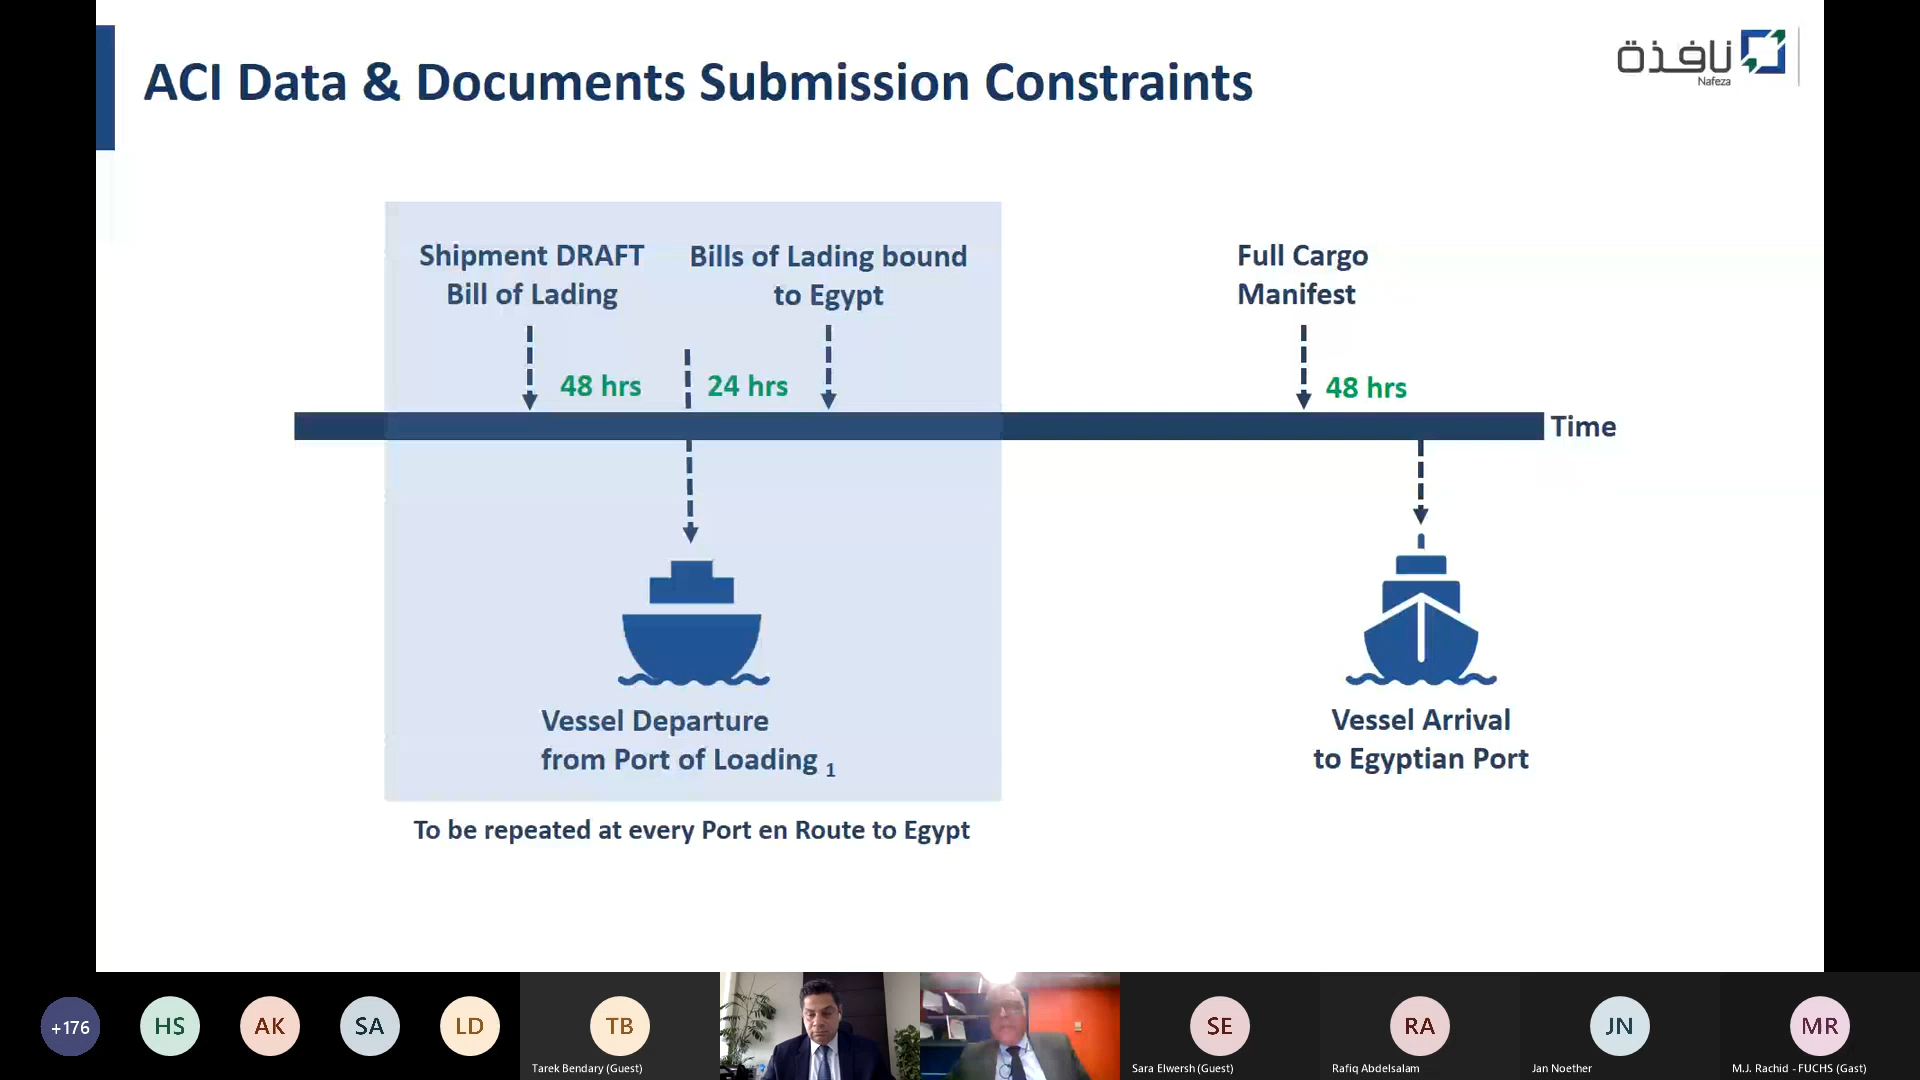 ACI Data & Documents Submission Constraints
نافذة
Nafeza
Shipment DRAFT
Bill of Lading
Bills of Lading bound
to Egypt
Full Cargo
Manifest
48 hrs
24 hrs
48 hrs
Time
Vessel Departure
from Port of Loading 1
Vessel Arrival
to Egyptian Port
To be repeated at every Port en Route to Egypt
+176
HS
AK
SA
LD
TB
Tarek Bendary (Guest)
SE
Sara Elwersh (Guest)
RA
Rafiq Abdelsalam
JN
Jan Noether
MR
M.J. Rachid - FUCHS (Gast)